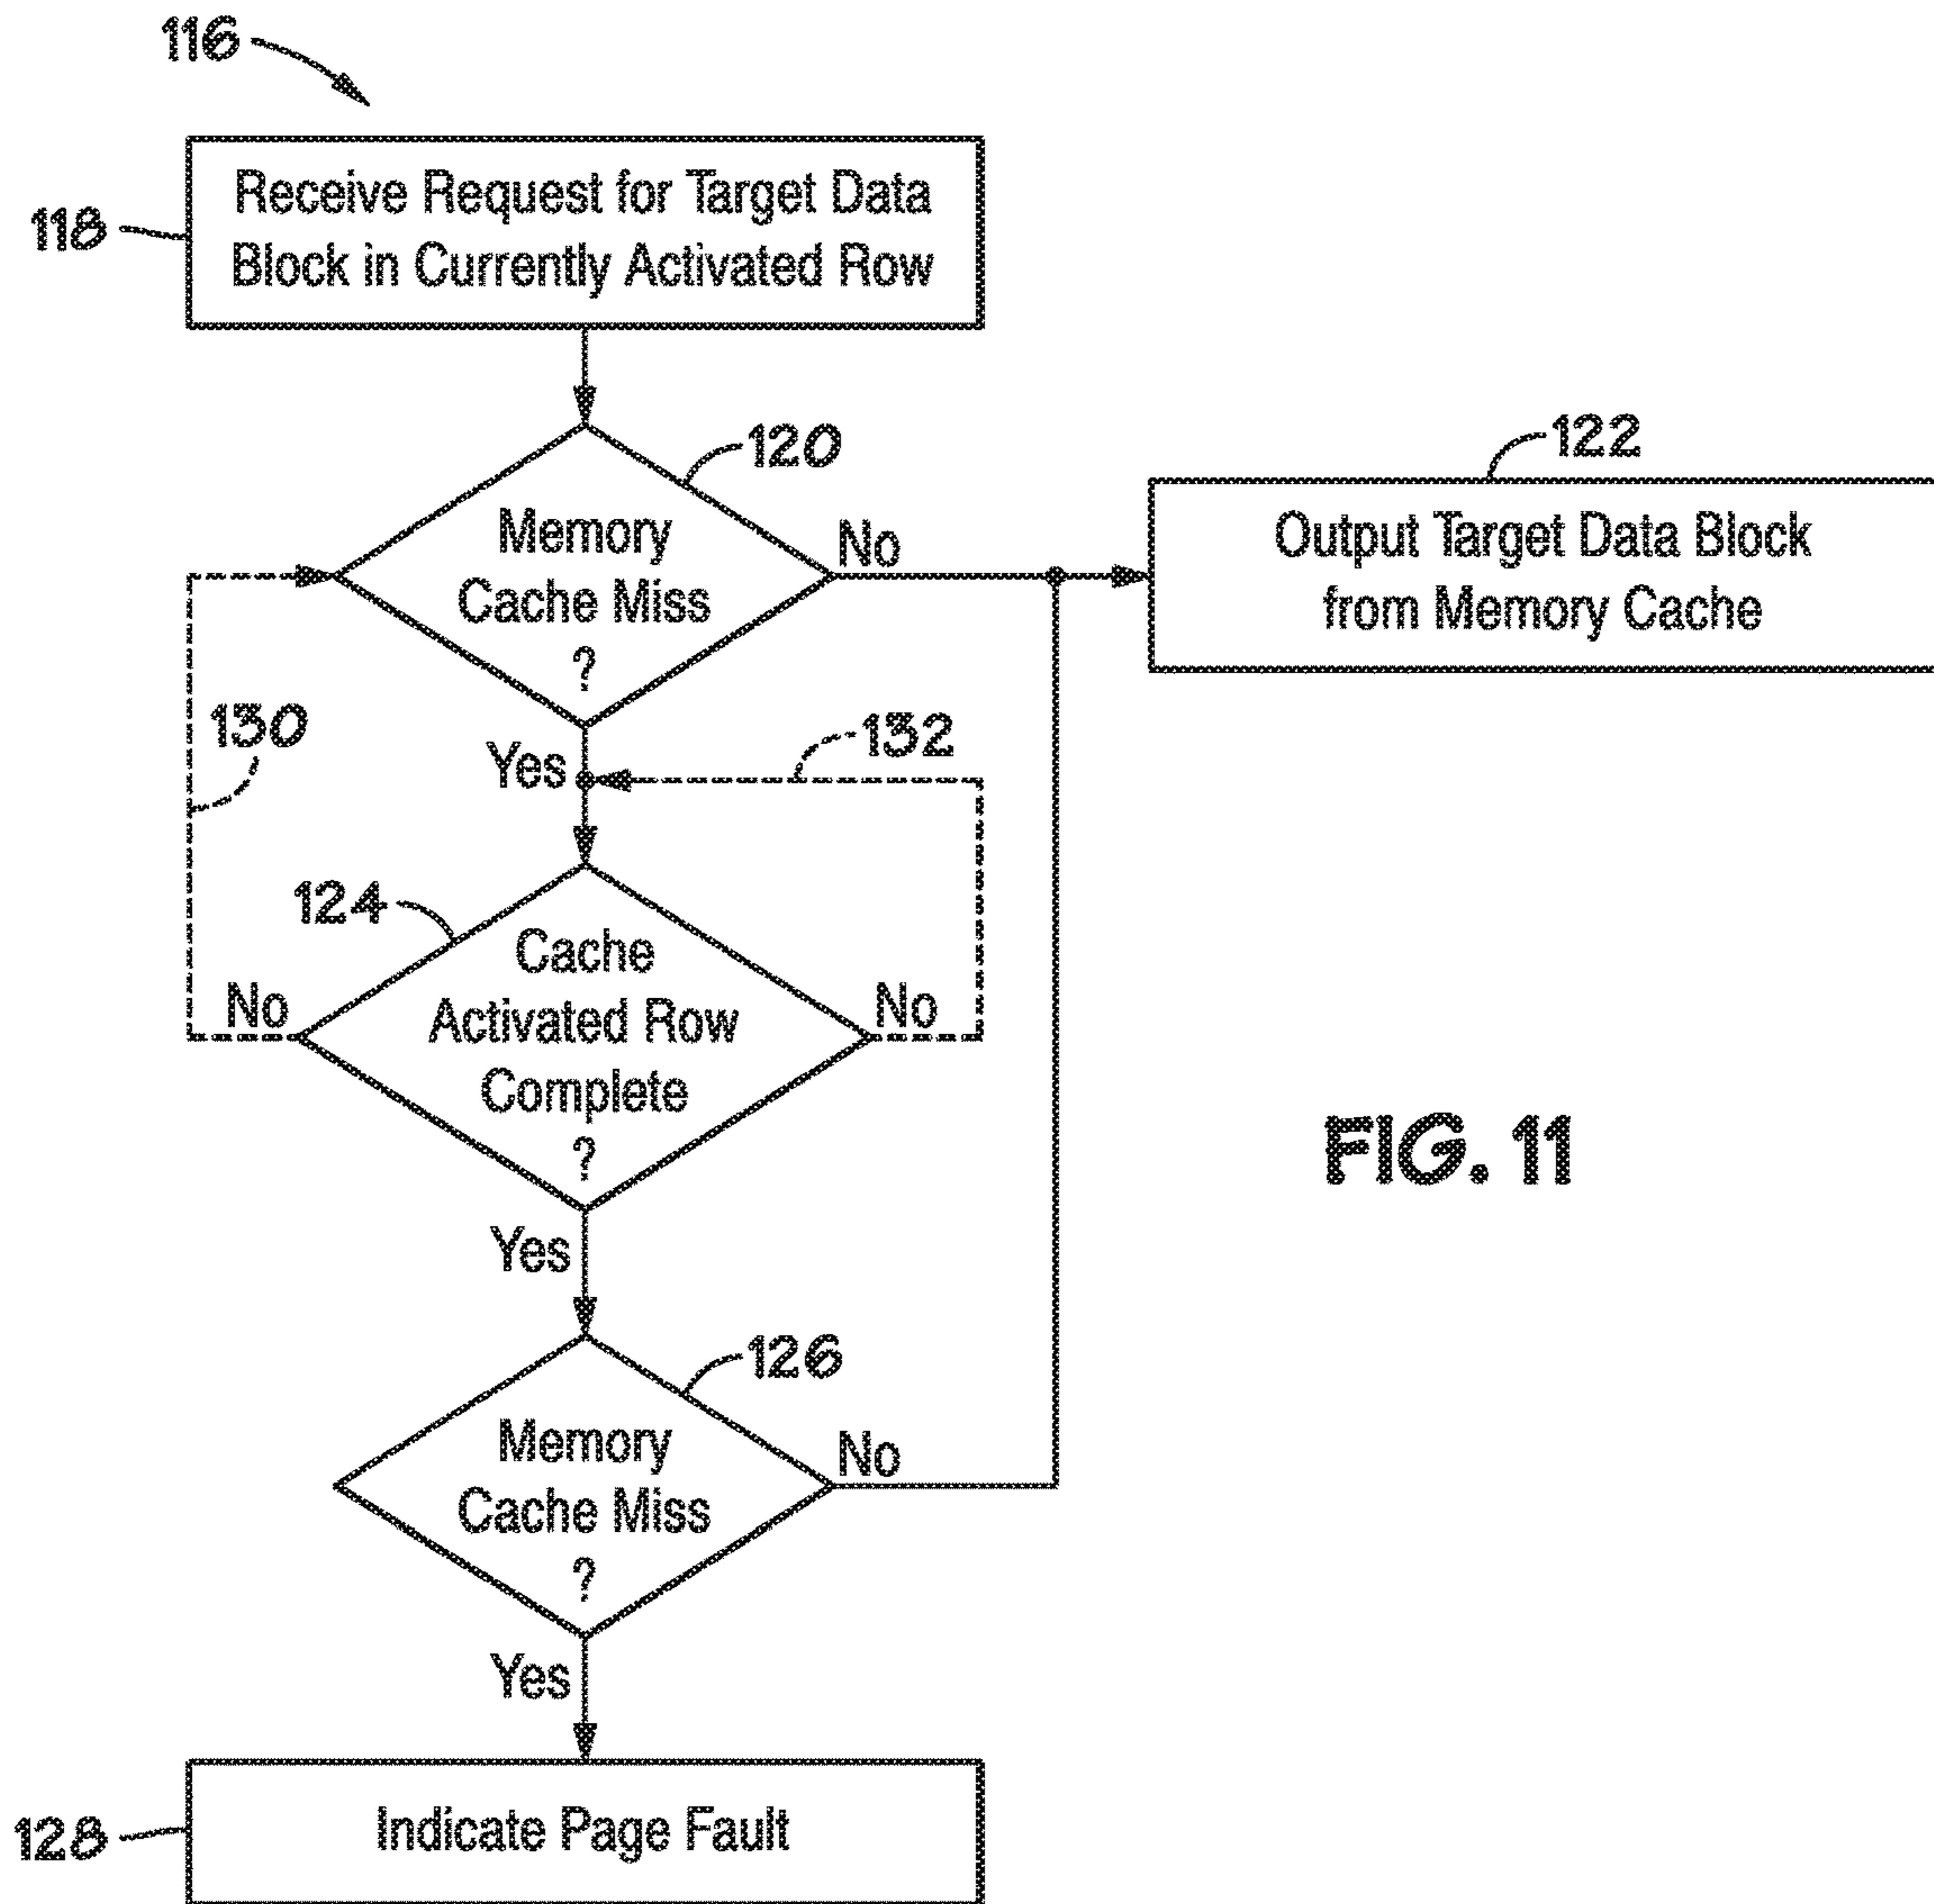 116
118
Receive Request for Target Data
Block in Currently Activated Row
120
Memory
Cache Miss
?
No
Yes
122
Output Target Data Block
from Memory Cache
130
132
124
Cache
Activated Row
Complete
?
No
No
Yes
126
Memory
Cache Miss
?
No
Yes
128
Indicate Page Fault
FIG. 11